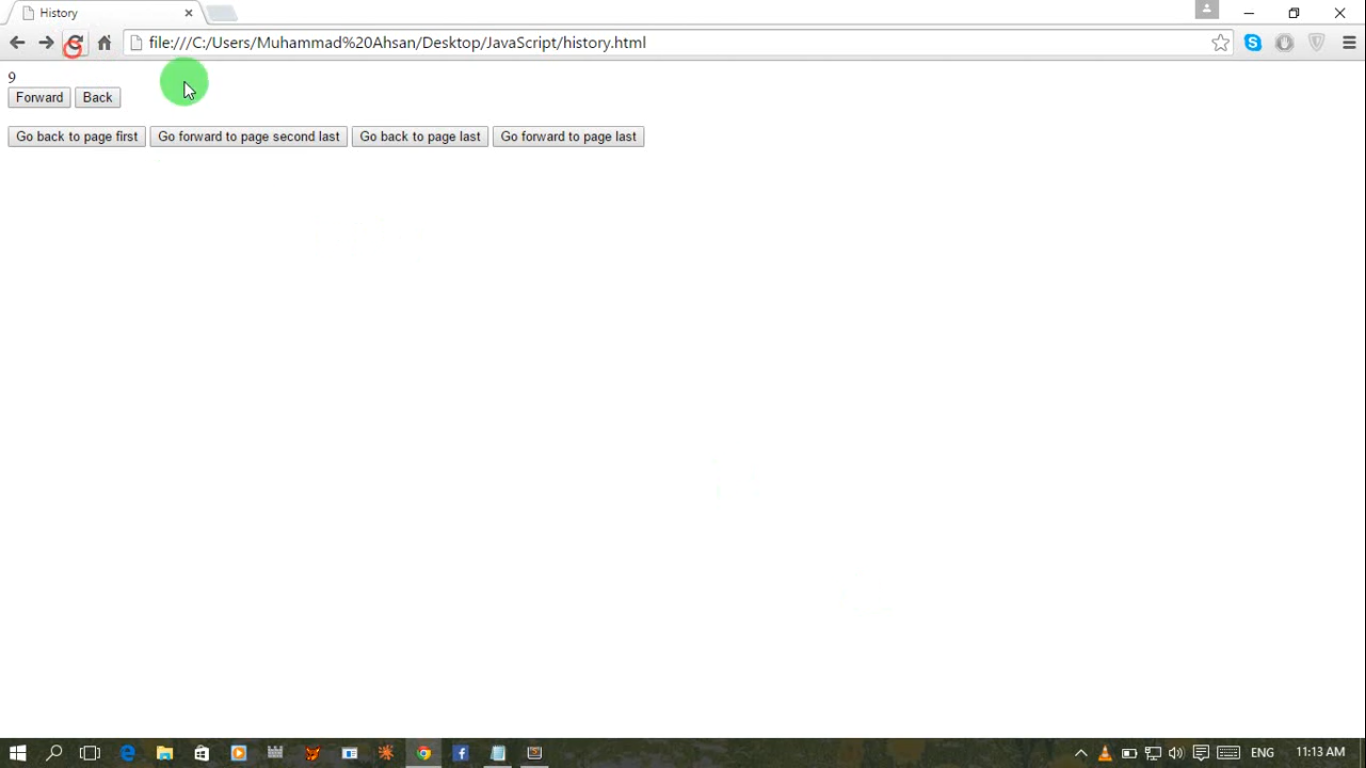 History
file:///C:/Users/Muhammad%20Ahsan/Desktop/JavaScript/history.html
9
Forward Back
Go back to page first Go forward to page second last Go back to page last Go forward to page last
ENG 11:13 AM